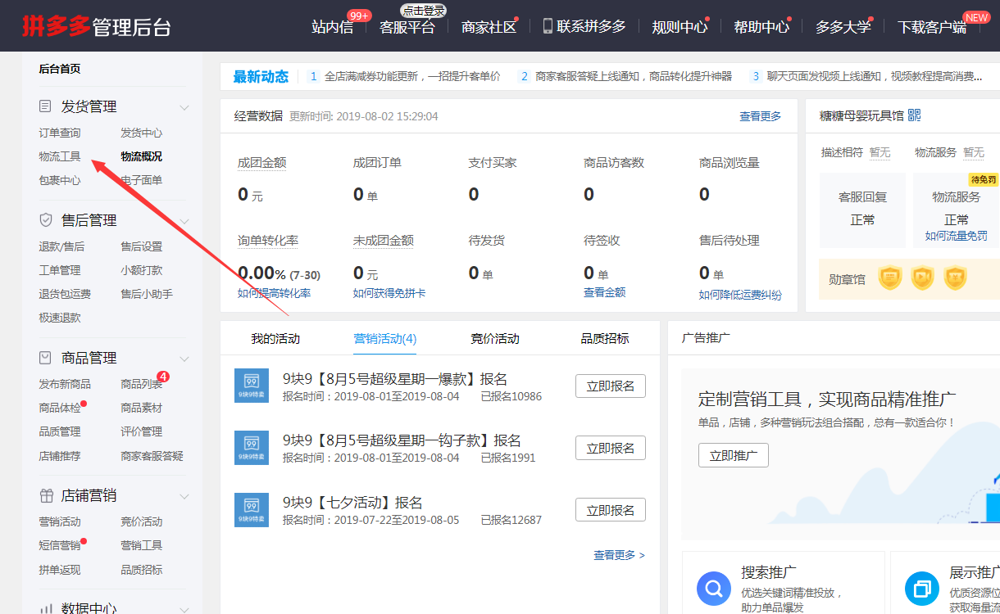 拼多多管理后台
站内信
99+
客服平台
点击登录
商家社区
联系拼多多
规则中心
帮助中心
多多大学
下载客户端
NEW
后台首页
发货管理
订单查询 发货中心
物流工具 物流概况
包裹中心 电子面单
售后管理
退款/售后 售后设置
工单管理 小额打款
退货包运费 售后小助手
极速退款
商品管理
发布新商品 商品列表 4
商品体检 商品素材
品质管理 评价管理
店铺推荐 商家客服答疑
店铺营销
营销活动 竞价活动
短信营销 营销工具
拼单返现 品质招标
数据中心
最新动态 1 全店满减券功能更新，一招提升客单价 2 商家客服答疑上线通知，商品转化提升神器 3 聊天页面发视频上线通知，视频教程提高消费...
经营数据 更新时间: 2019-08-02 15:29:04 查看更多
成团金额 成团订单 支付买家 商品访客数 商品浏览量
0 元 0 单 0 0 0
询单转化率 未成团金额 待发货 待签收 售后待处理
0.00% (7-30) 0 元 0 单 0 单 0 单
如何提高转化率 如何获得免拼卡 查看金额 如何降低运费纠纷
糖糖母婴玩具馆
描述相符 暂无 物流服务 暂无
待免罚
客服回复 物流服务
正常 正常
如何流量免罚
勋章馆
我的活动 营销活动(4) 竞价活动 品质招标
99
9块9特卖
9块9【8月5号超级星期一爆款】报名
报名时间：2019-08-01至2019-08-04 已报名10986
立即报名
99
9块9特卖
9块9【8月5号超级星期一钩子款】报名
报名时间：2019-08-01至2019-08-04 已报名1991
立即报名
99
9块9特卖
9块9【七夕活动】报名
报名时间：2019-07-22至2019-08-05 已报名12687
立即报名
查看更多 >
广告推广
定制营销工具，实现商品精准推广
单品，店铺，多种营销玩法组合搭配，总有一款适合你！
立即推广
搜索推广
优选关键词精准投放，
助力单品爆发
展示推广
优质资源位
获取海量流